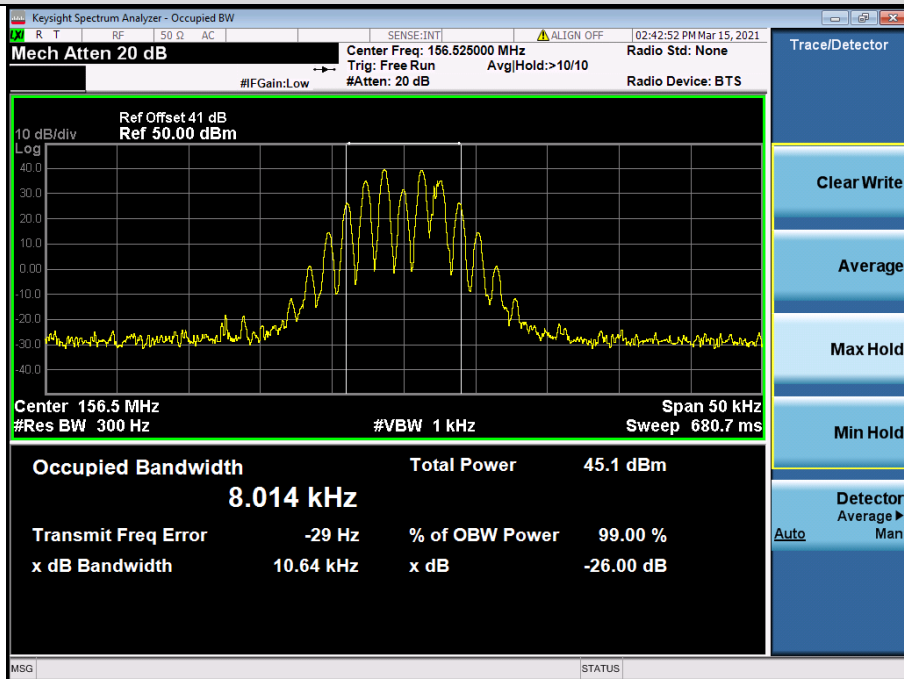 Keysight Spectrum Analyzer - Occupied BW
LXI R T RF 50 Ω AC SENSE:INT ALIGN OFF 02:42:52 PM Mar 15, 2021
Mech Atten 20 dB
Center Freq: 156.525000 MHz
Radio Std: None
Trig: Free Run Avg|Hold:>10/10
#IFGain:Low #Atten: 20 dB Radio Device: BTS
Ref Offset 41 dB
10 dB/div Ref 50.00 dBm
Log
40.0
30.0
20.0
10.0
0.00
-10.0
-20.0
-30.0
-40.0
Center 156.5 MHz Span 50 kHz
#Res BW 300 Hz #VBW 1 kHz Sweep 680.7 ms
Occupied Bandwidth Total Power 45.1 dBm
8.014 kHz
Transmit Freq Error -29 Hz % of OBW Power 99.00 %
x dB Bandwidth 10.64 kHz x dB -26.00 dB
MSG STATUS
Trace/Detector
Clear Write
Average
Max Hold
Min Hold
Detector
Average▶
Auto Man